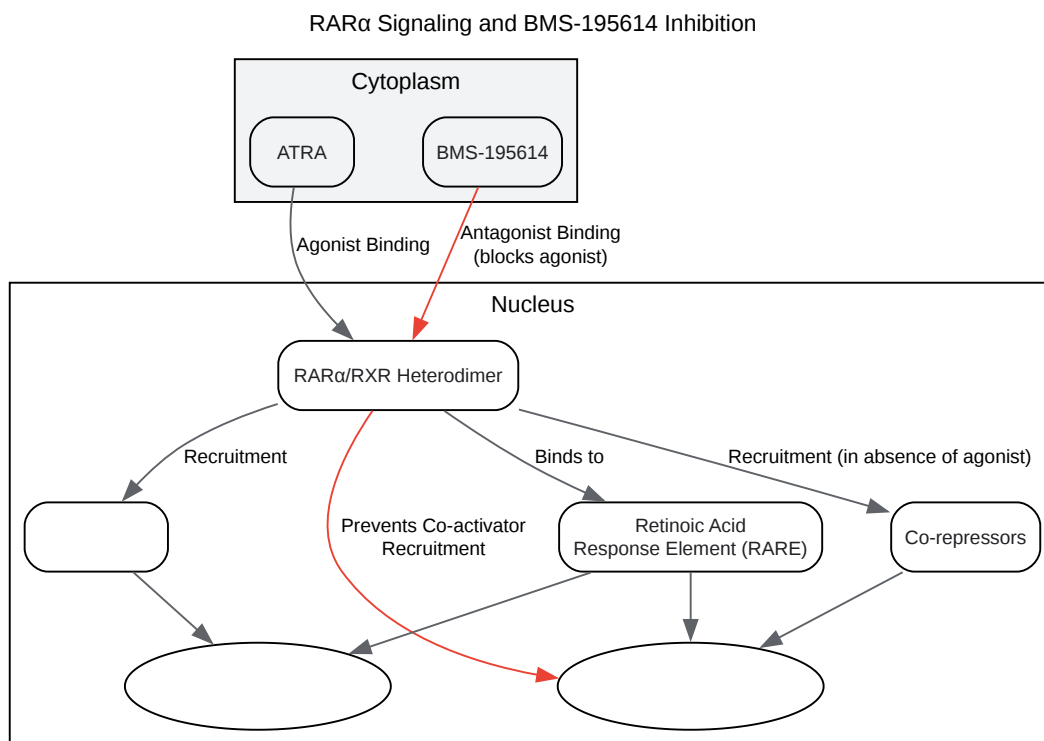 RARα Signaling and BMS-195614 Inhibition
Cytoplasm
ATRA
BMS-195614
Agonist Binding
Antagonist Binding
(blocks agonist)
Nucleus
RARα/RXR Heterodimer
Recruitment
Binds to
Recruitment (in absence of agonist)
Prevents Co-activator
Recruitment
Retinoic Acid
Response Element (RARE)
Co-repressors